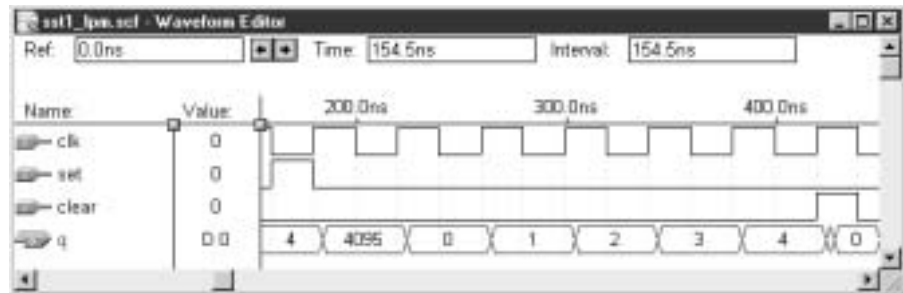 sst1_lpm.scf - Waveform Editor
Ref: 0.0ns Time: 154.5ns Interval: 154.5ns
Name: Value: 200.0ns 300.0ns 400.0ns
clk 0
set 0
clear 0
q D 0 4 4095 0 1 2 3 4 0